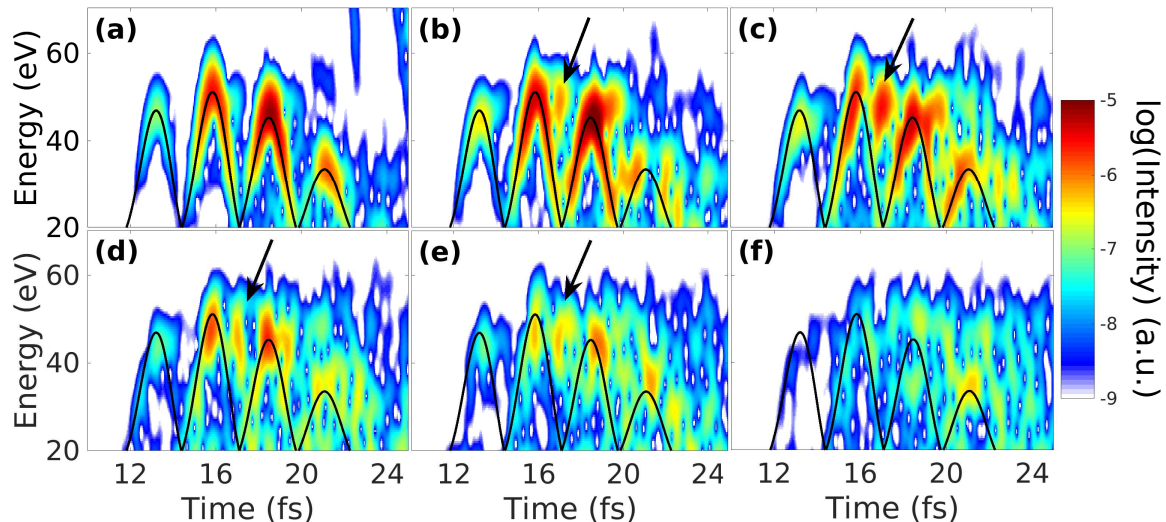 (a)
(b)
(c)
Energy (eV)
60
40
20
(d)
(e)
(f)
Energy (eV)
60
40
20
12 16 20 24
12 16 20 24
12 16 20 24
Time (fs)
Time (fs)
Time (fs)
-5
-6
-7
-8
-9
log(Intensity) (a.u.)